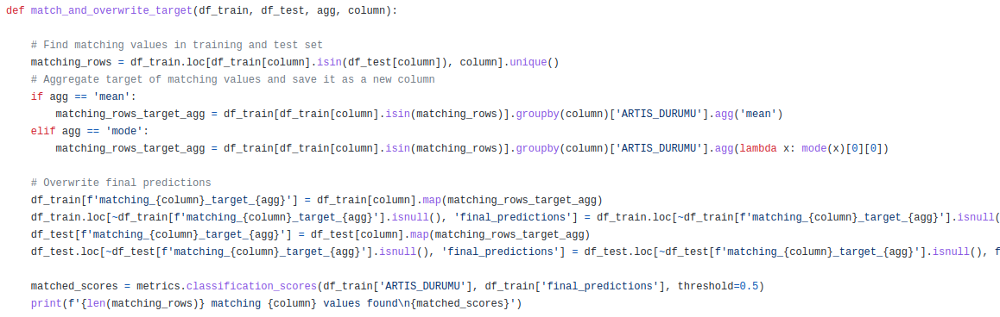 def match_and_overwrite_target(df_train, df_test, agg, column):
# Find matching values in training and test set
matching_rows = df_train.loc[df_train[column].isin(df_test[column]), column].unique()
# Aggregate target of matching values and save it as a new column
if agg == 'mean':
matching_rows_target_agg = df_train[df_train[column].isin(matching_rows)].groupby(column)['ARTIS_DURUMU'].agg('mean')
elif agg == 'mode':
matching_rows_target_agg = df_train[df_train[column].isin(matching_rows)].groupby(column)['ARTIS_DURUMU'].agg(lambda x: mode(x)[0][0])
# Overwrite final predictions
df_train[f'matching_{column}_target_{agg}'] = df_train[column].map(matching_rows_target_agg)
df_train.loc[~df_train[f'matching_{column}_target_{agg}'].isnull(), 'final_predictions'] = df_train.loc[~df_train[f'matching_{column}_target_{agg}'].isnull(
df_test[f'matching_{column}_target_{agg}'] = df_test[column].map(matching_rows_target_agg)
df_test.loc[~df_test[f'matching_{column}_target_{agg}'].isnull(), 'final_predictions'] = df_test.loc[~df_test[f'matching_{column}_target_{agg}'].isnull(), f
matched_scores = metrics.classification_scores(df_train['ARTIS_DURUMU'], df_train['final_predictions'], threshold=0.5)
print(f'{len(matching_rows)} matching {column} values found\n{matched_scores}')